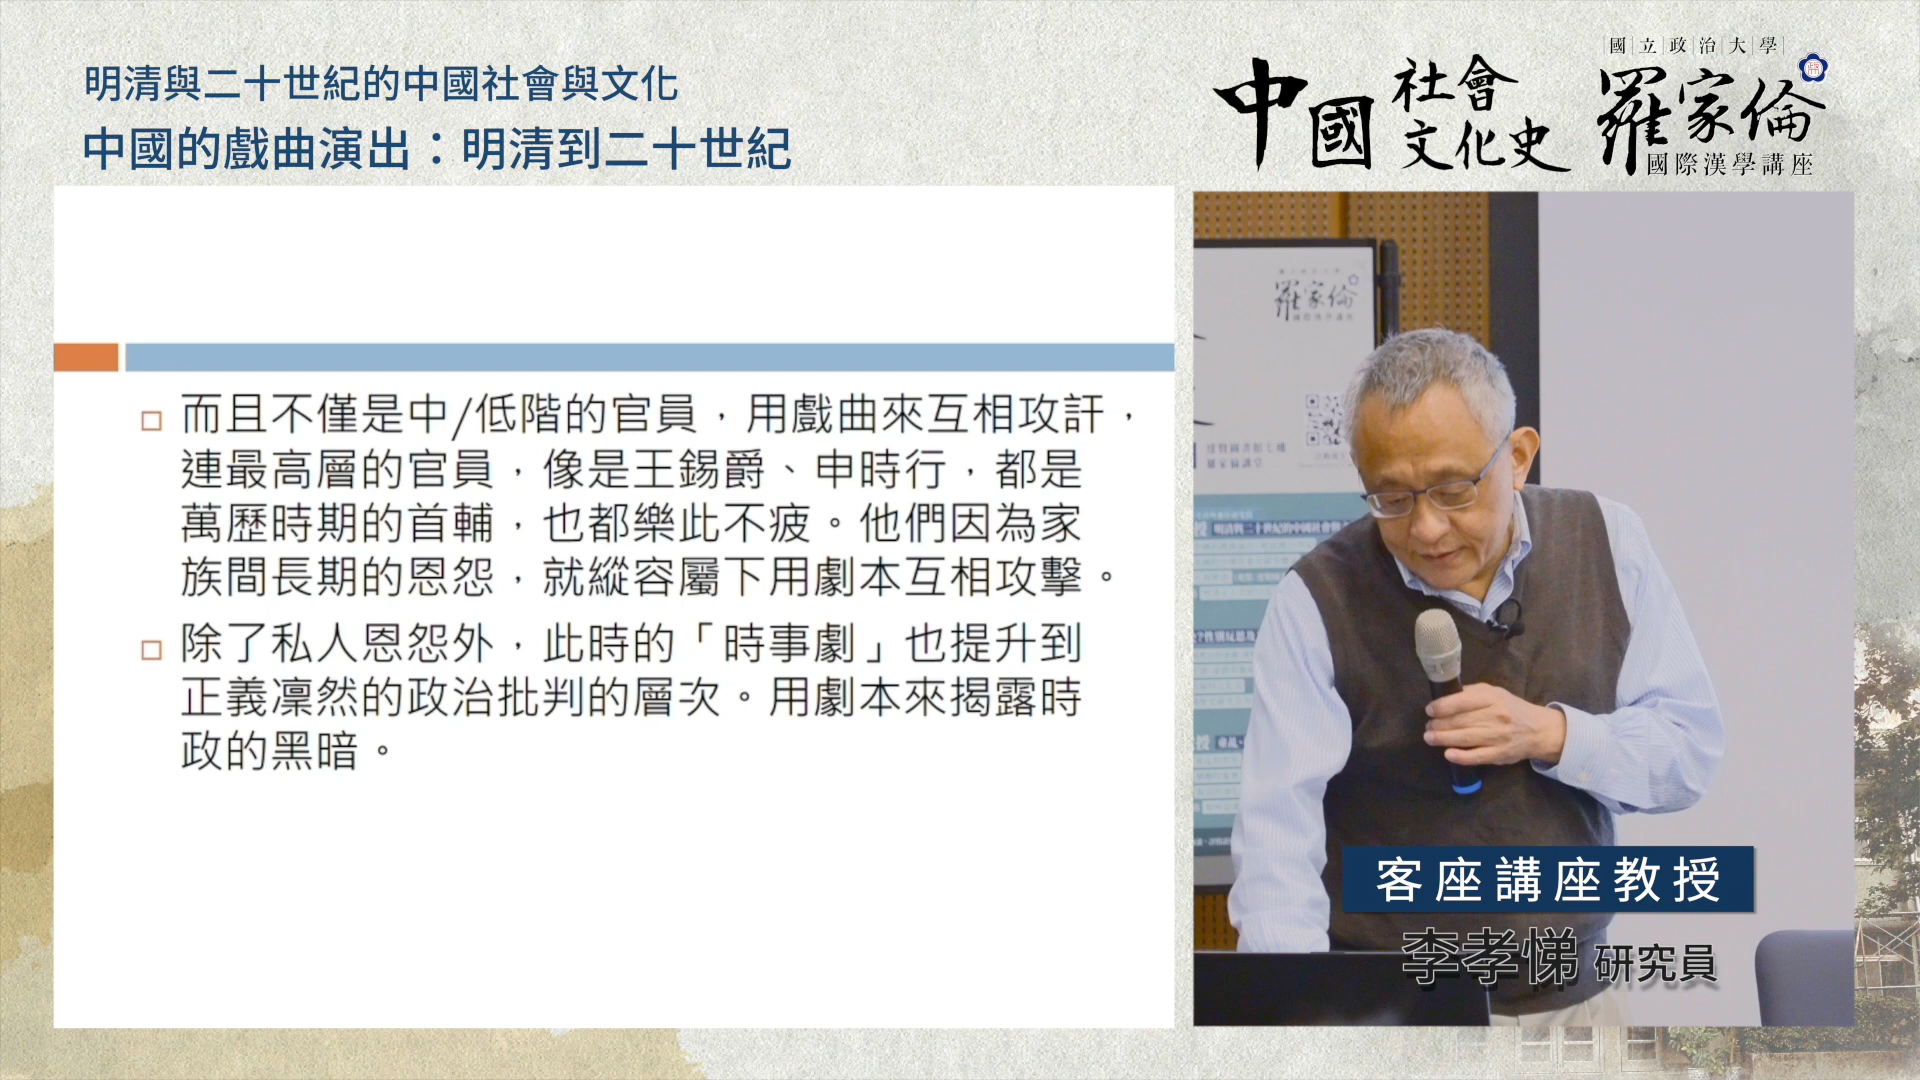 明清與二十世紀的中國社會與文化
中國的戲曲演出：明清到二十世紀
中國社會文化史
國立政治大學
羅家倫
國際漢學講座
而且不僅是中/低階的官員，用戲曲來互相攻訐，
連最高層的官員，像是王錫爵、申時行，都是
萬歷時期的首輔，也都樂此不疲。他們因為家
族間長期的恩怨，就縱容屬下用劇本互相攻擊。
除了私人恩怨外，此時的「時事劇」也提升到
正義凜然的政治批判的層次。用劇本來揭露時
政的黑暗。
羅家倫
客座講座教授
李孝悌 研究員